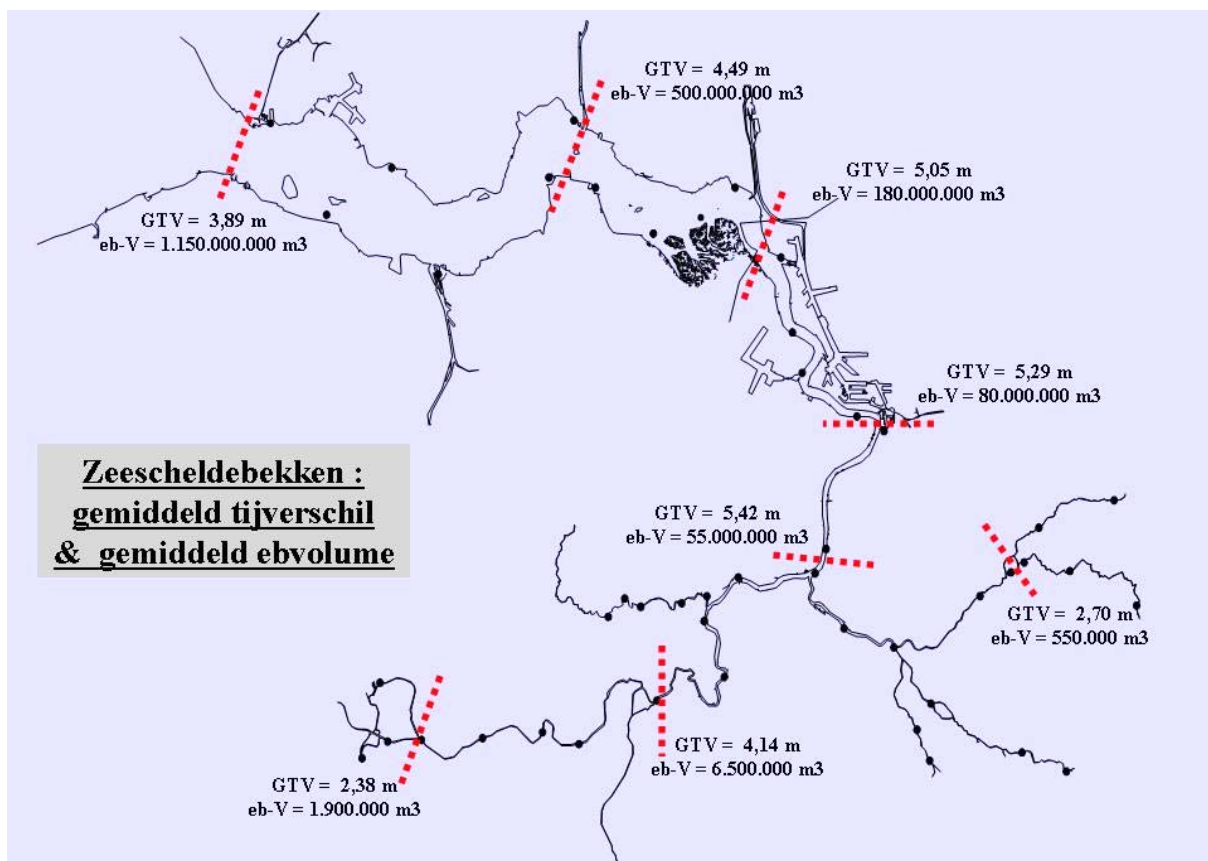 GTV = 4,49 m
eb-V = 500.000.000 m3
GTV = 5,05 m
eb-V = 180.000.000 m3
GTV = 3,89 m
eb-V = 1.150.000.000 m3
GTV = 5,29 m
eb-V = 80.000.000 m3
Zeescheldebekken :
gemiddeld tijverschil
& gemiddeld ebvolume
GTV = 5,42 m
eb-V = 55.000.000 m3
GTV = 2,70 m
eb-V = 550.000 m3
GTV = 4,14 m
eb-V = 6.500.000 m3
GTV = 2,38 m
eb-V = 1.900.000 m3